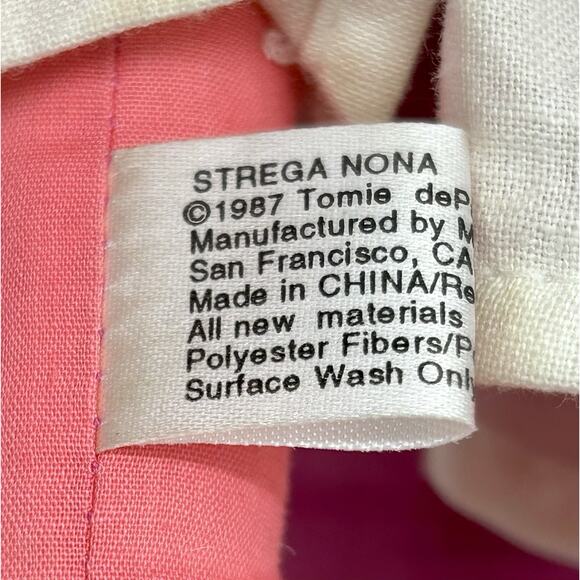 STREGA NONA
©1987 Tomie deP
Manufactured by M
San Francisco, CA
Made in CHINA/Re
All new materials
Polyester Fibers/P
Surface Wash Only